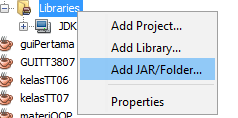 Libraries
JDK
guiPertama
GUITT3807
kelasTT06
kelasTT07
materiOOP
Add Project...
Add Library...
Add JAR/Folder...
Properties